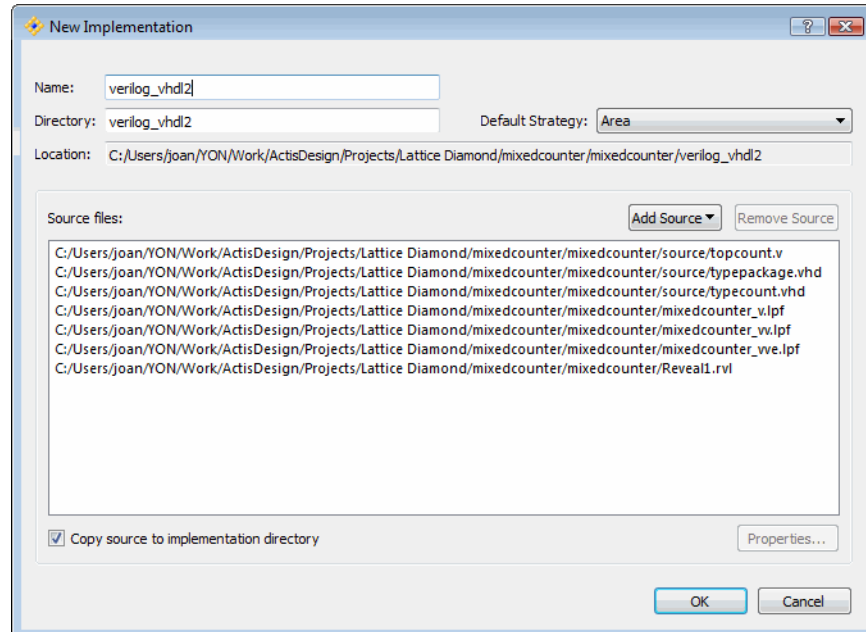 New Implementation
Name: verilog_vhdl2
Directory: verilog_vhdl2 Default Strategy: Area
Location: C:/Users/joan/YON/Work/ActisDesign/Projects/Lattice Diamond/mixedcounter/mixedcounter/verilog_vhdl2
Source files: Add Source Remove Source
C:/Users/joan/YON/Work/ActisDesign/Projects/Lattice Diamond/mixedcounter/mixedcounter/source/topcount.v
C:/Users/joan/YON/Work/ActisDesign/Projects/Lattice Diamond/mixedcounter/mixedcounter/source/typepackage.vhd
C:/Users/joan/YON/Work/ActisDesign/Projects/Lattice Diamond/mixedcounter/mixedcounter/source/typecount.vhd
C:/Users/joan/YON/Work/ActisDesign/Projects/Lattice Diamond/mixedcounter/mixedcounter/mixedcounter_v.lpf
C:/Users/joan/YON/Work/ActisDesign/Projects/Lattice Diamond/mixedcounter/mixedcounter/mixedcounter_vv.lpf
C:/Users/joan/YON/Work/ActisDesign/Projects/Lattice Diamond/mixedcounter/mixedcounter/mixedcounter_vve.lpf
C:/Users/joan/YON/Work/ActisDesign/Projects/Lattice Diamond/mixedcounter/mixedcounter/Reveal1.rvl
Copy source to implementation directory Properties...
OK Cancel